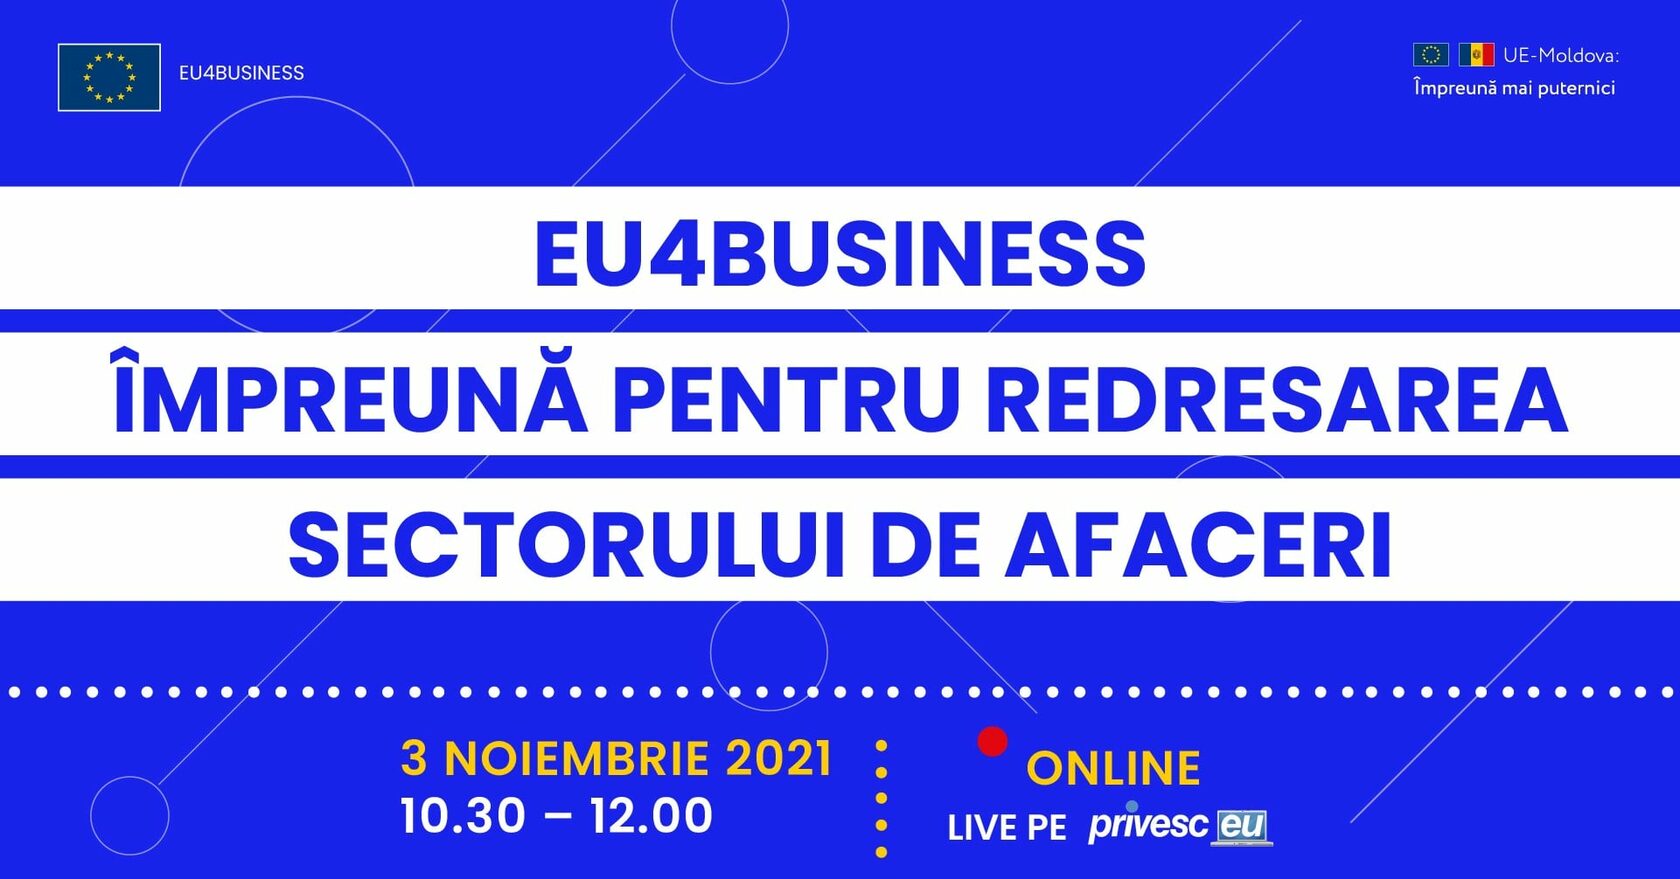 EU4BUSINESS
UE-Moldova:
Împreună mai puternici
EU4BUSINESS
ÎMPREUNĂ PENTRU REDRESAREA
SECTORULUI DE AFACERI
3 NOIEMBRIE 2021
10.30 – 12.00
ONLINE
LIVE PE privesc eu